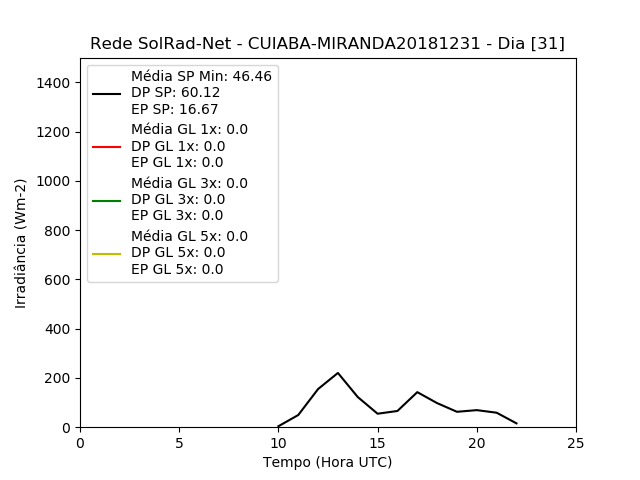 Rede SolRad-Net - CUIABA-MIRANDA20181231 - Dia [31]
Média SP Min: 46.46
DP SP: 60.12
EP SP: 16.67
Média GL 1x: 0.0
DP GL 1x: 0.0
EP GL 1x: 0.0
Média GL 3x: 0.0
DP GL 3x: 0.0
EP GL 3x: 0.0
Média GL 5x: 0.0
DP GL 5x: 0.0
EP GL 5x: 0.0
Irradiância (Wm-2)
1400
1200
1000
800
600
400
200
0
0 5 10 15 20 25
Tempo (Hora UTC)